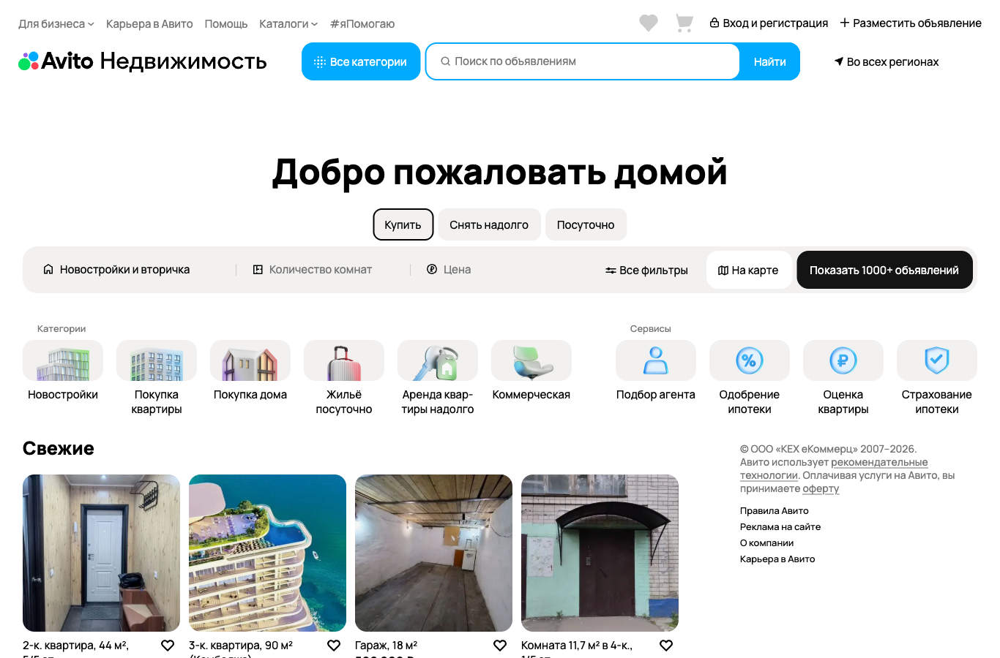 Для бизнеса
Карьера в Авито
Помощь
Каталоги
#яПомогаю
Вход и регистрация
Разместить объявление
Avito Недвижимость
Все категории
Поиск по объявлениям
Найти
Во всех регионах
Добро пожаловать домой
Купить
Снять надолго
Посуточно
Новостройки и вторичка
Количество комнат
Цена
Все фильтры
На карте
Показать 1000+ объявлений
Категории
Новостройки
Покупка
квартиры
Покупка дома
Жильё
посуточно
Аренда квар-
тиры надолго
Коммерческая
Сервисы
Подбор агента
Одобрение
ипотеки
Оценка
квартиры
Страхование
ипотеки
Свежие
2-к. квартира, 44 м²,
3-к. квартира, 90 м²
Гараж, 18 м²
Комната 11,7 м² в 4-к.,
© ООО «КЕХ еКоммерц» 2007–2026.
Авито использует рекомендательные
технологии. Оплачивая услуги на Авито, вы
принимаете оферту
Правила Авито
Реклама на сайте
О компании
Карьера в Авито